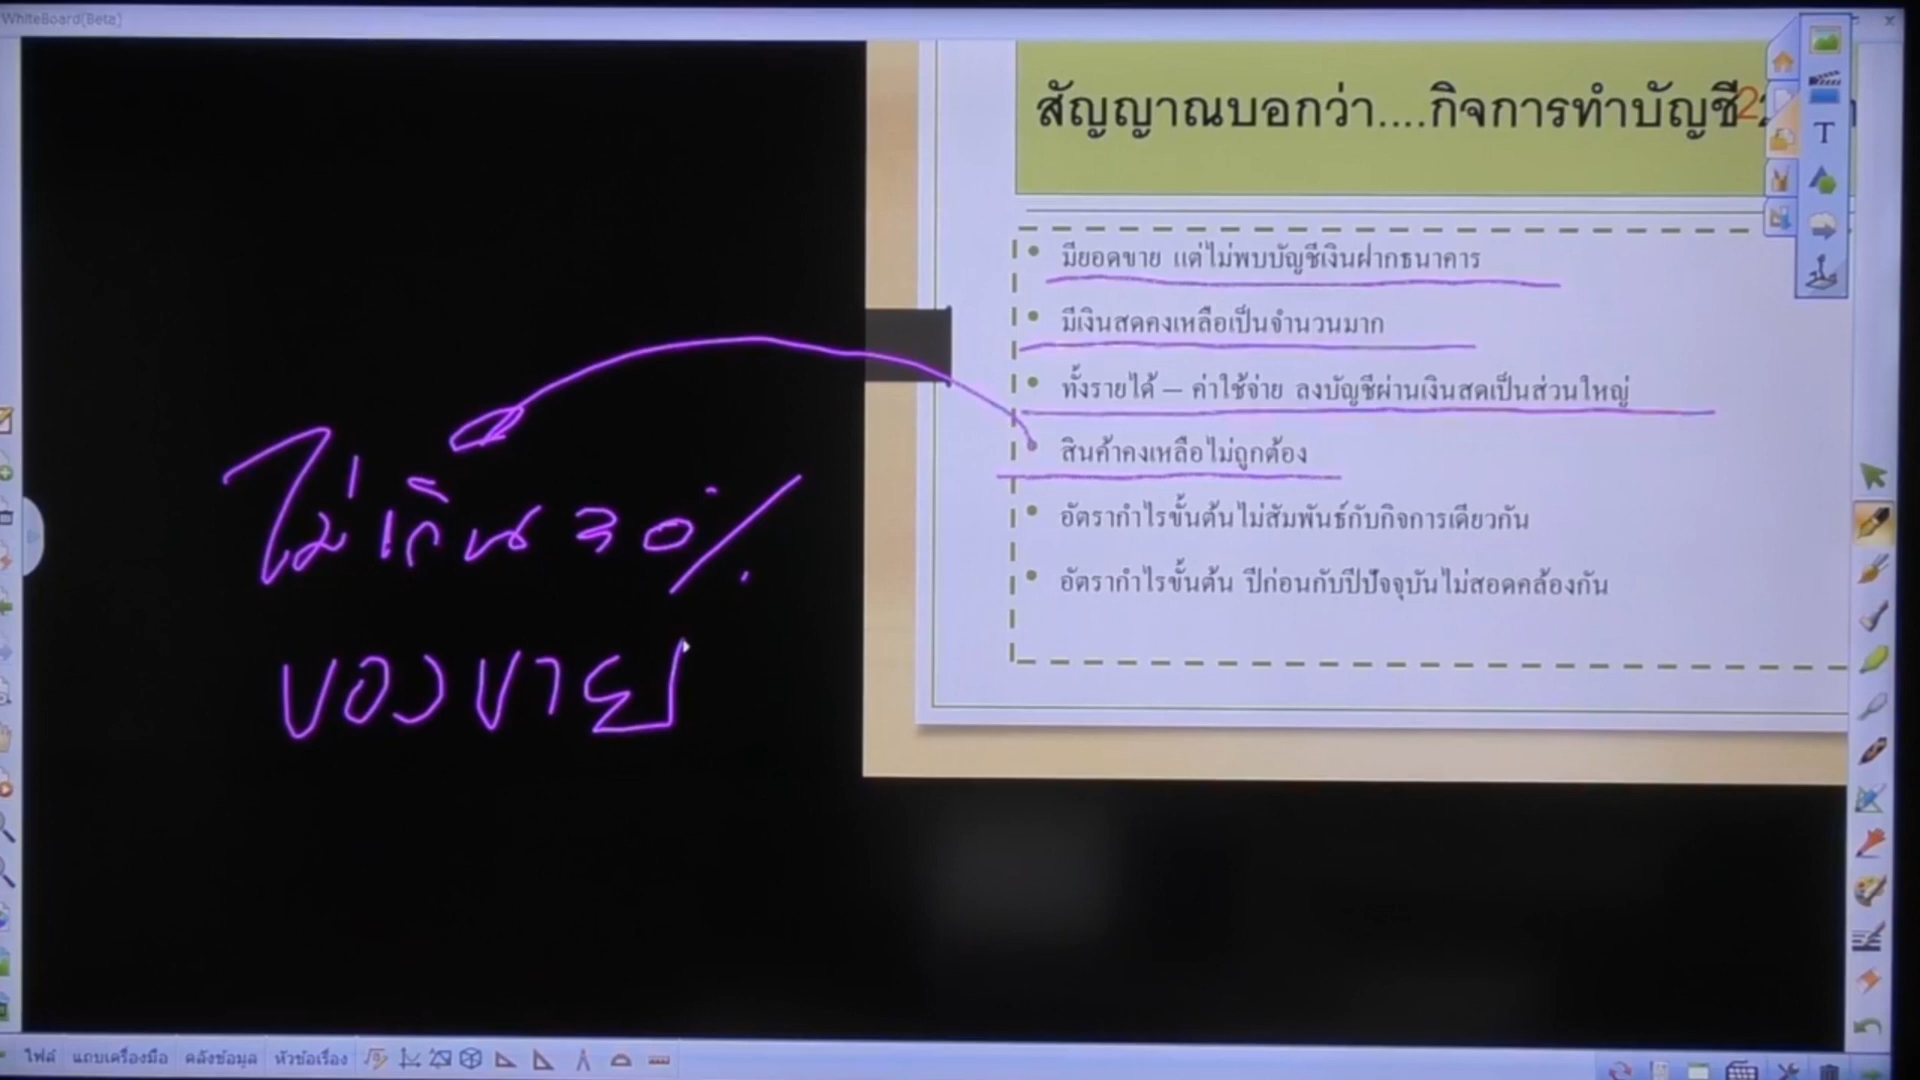 WhiteBoard(Beta)
สัญญาณบอกว่า....กิจการทำบัญชี2
T
• มียอดขาย แต่ไม่พบบัญชีเงินฝากธนาคาร
• มีเงินสดคงเหลือเป็นจำนวนมาก
• ทั้งรายได้ – ค่าใช้จ่าย ลงบัญชีผ่านเงินสดเป็นส่วนใหญ่
• สินค้าคงเหลือไม่ถูกต้อง
• อัตรากำไรขั้นต้นไม่สัมพันธ์กับกิจการเดียวกัน
• อัตรากำไรขั้นต้น ปีก่อนกับปีปัจจุบันไม่สอดคล้องกัน
ไม่เกิน 30%
ของขาย
ไฟล์ แถบเครื่องมือ คลังข้อมูล หัวข้อเรื่อง